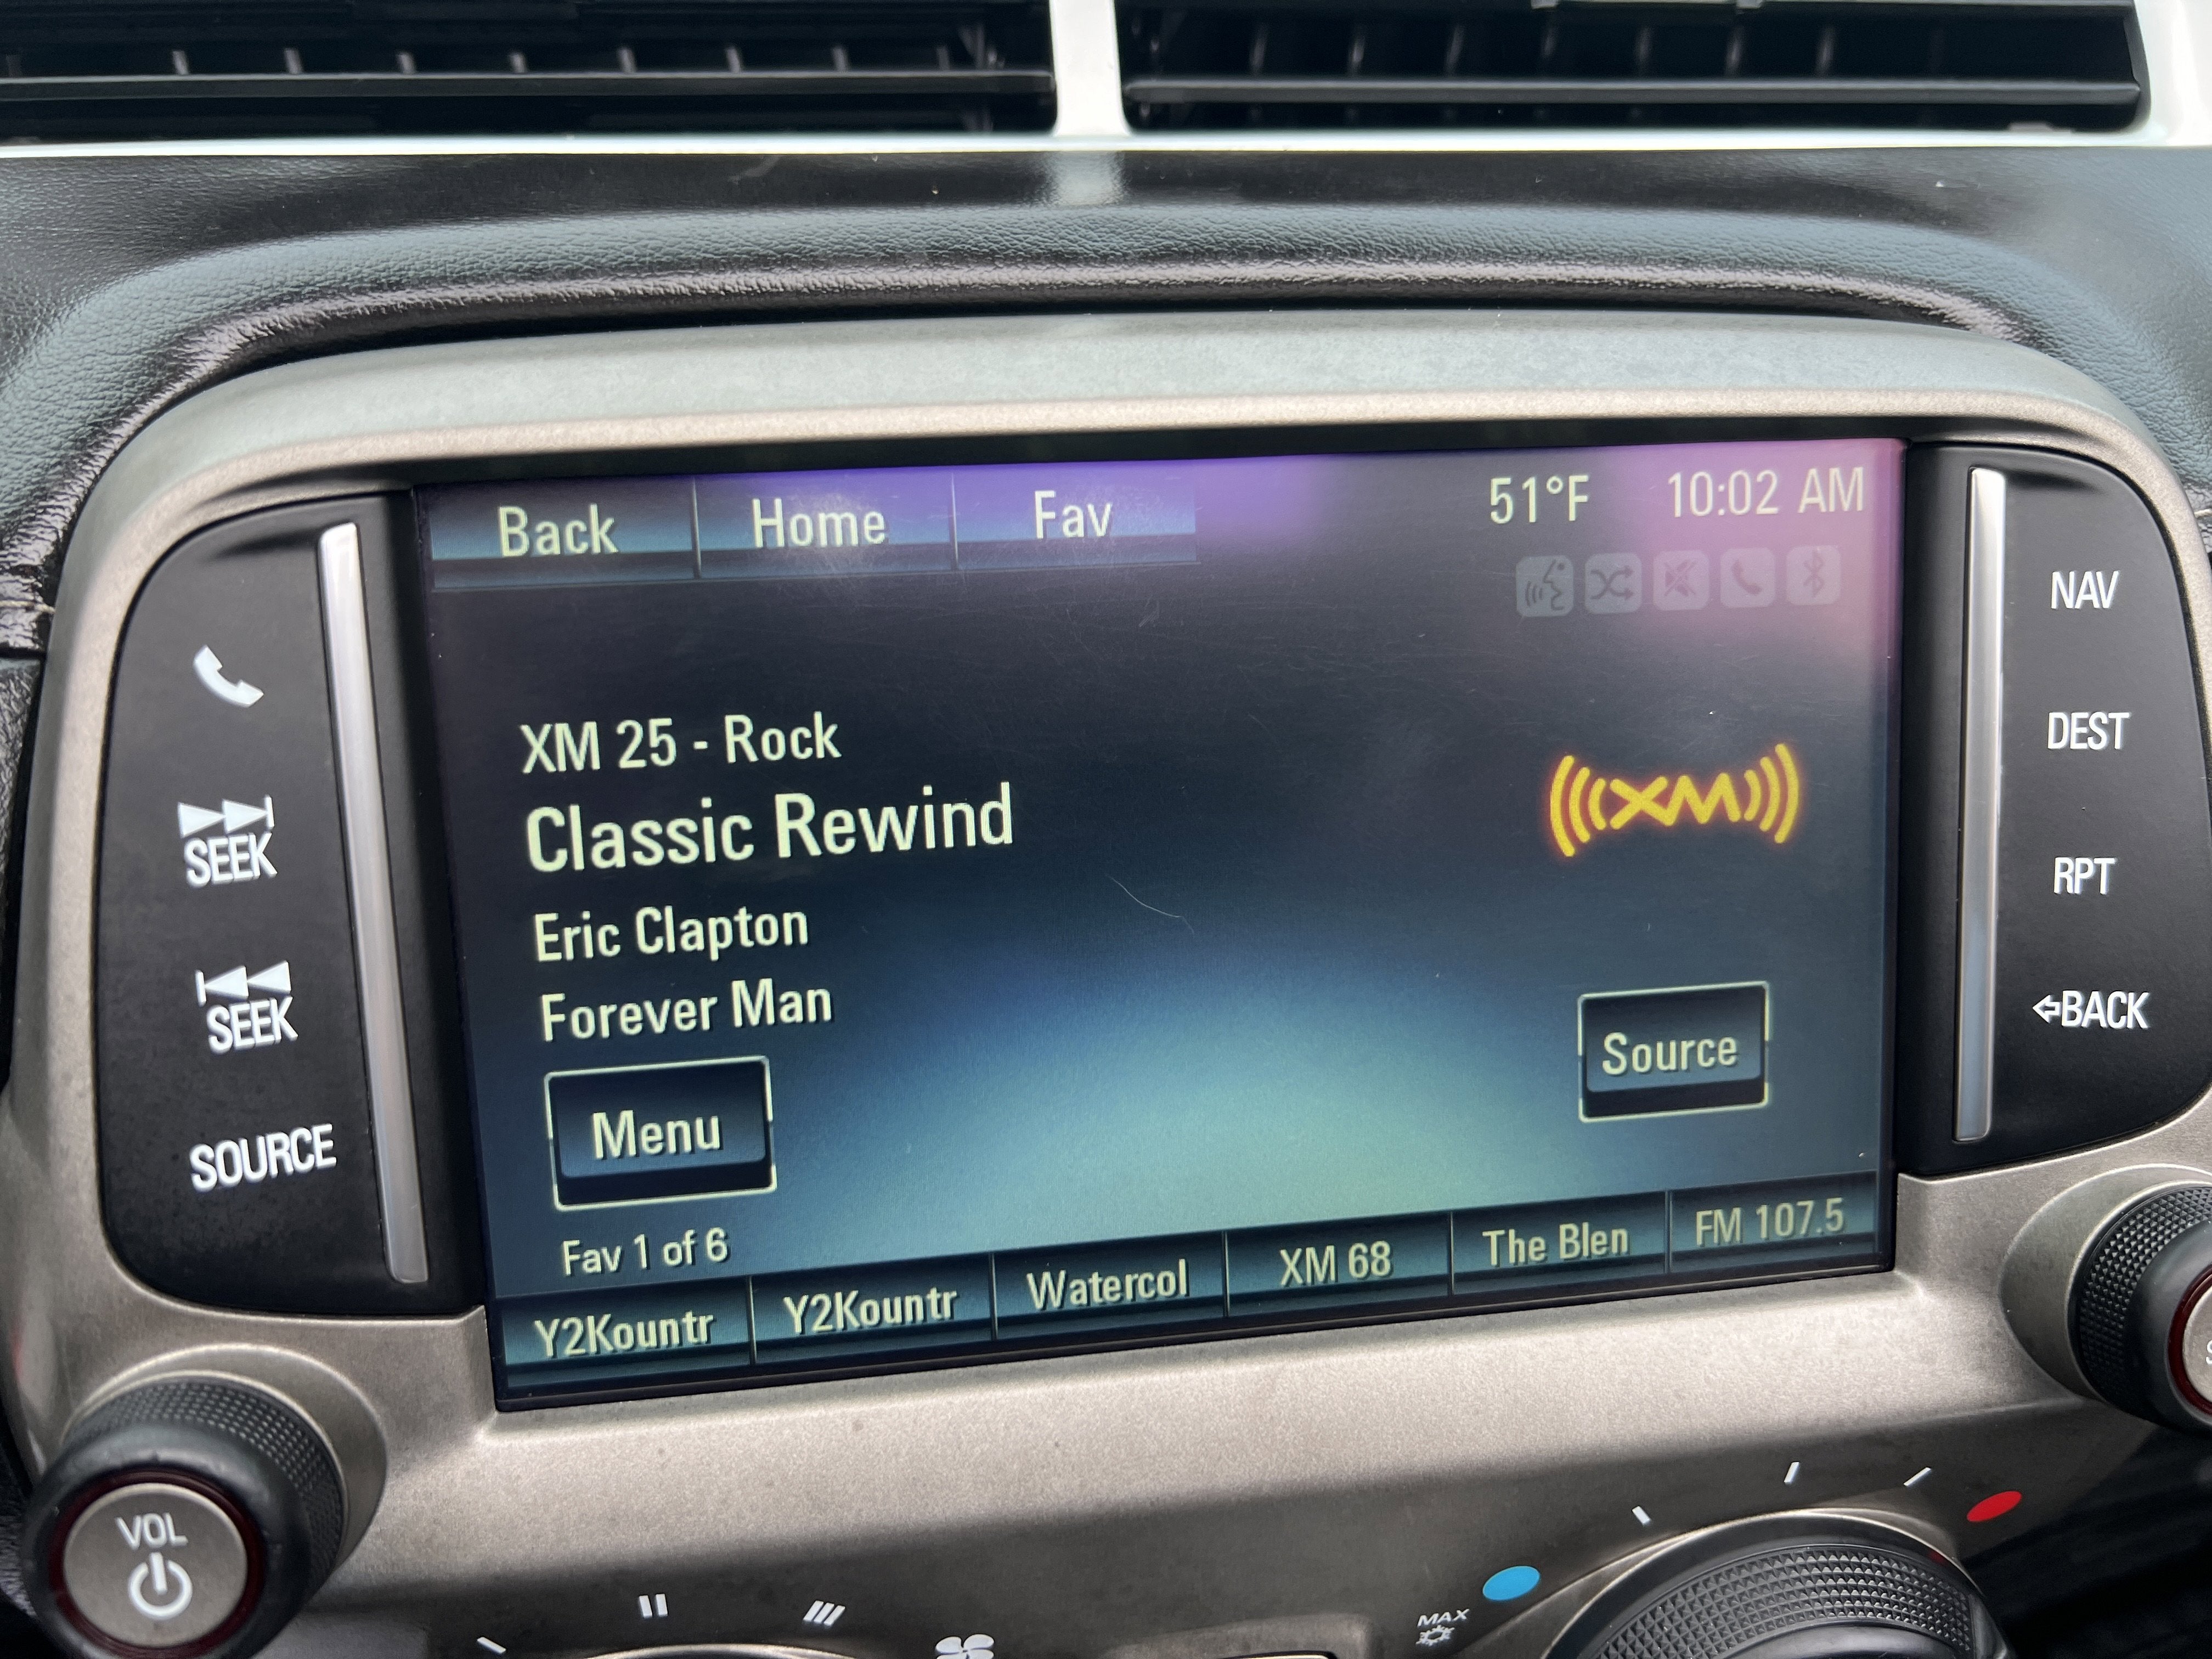 Back Home Fav 51°F 10:02 AM
XM 25 - Rock
Classic Rewind
XM
Eric Clapton
Forever Man
Menu
Source
Fav 1 of 6
Y2Kountr Y2Kountr Watercol XM 68 The Blen FM 107.5
SEEK
SEEK
SOURCE
NAV
DEST
RPT
BACK
VOL
MAX